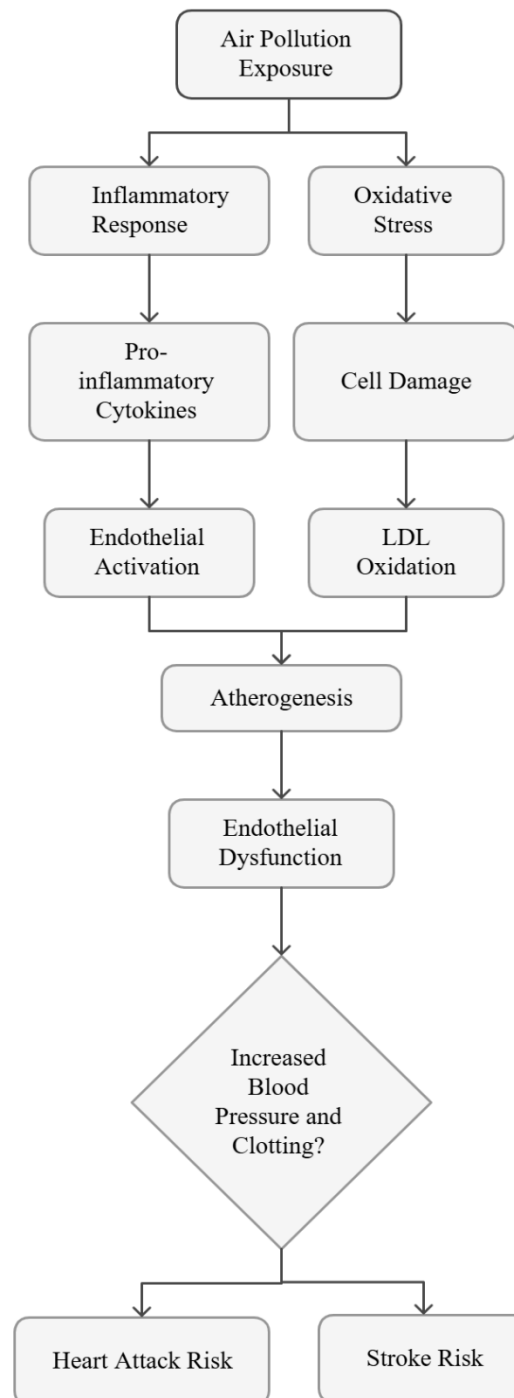 Air Pollution
Exposure
Inflammatory
Response
Oxidative
Stress
Pro-
inflammatory
Cytokines
Cell Damage
Endothelial
Activation
LDL
Oxidation
Atherogenesis
Endothelial
Dysfunction
Increased
Blood
Pressure and
Clotting?
Heart Attack Risk
Stroke Risk